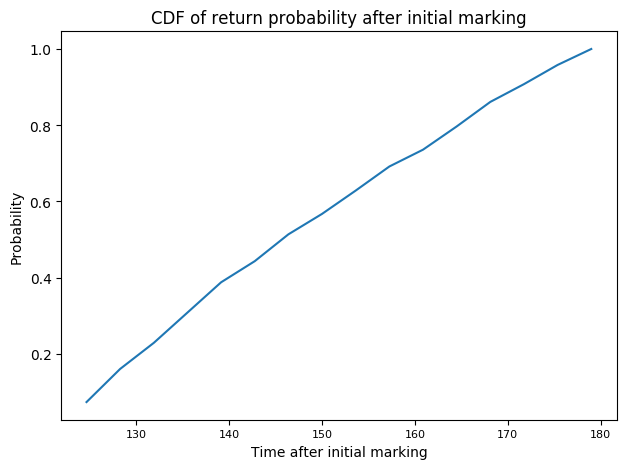 CDF of return probability after initial marking
1.0
0.8
0.6
0.4
0.2
Probability
130 140 150 160 170 180
Time after initial marking